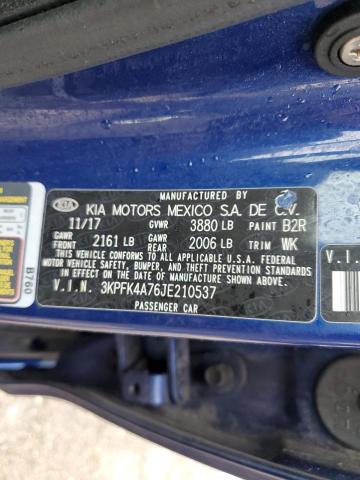 MANUFACTURED BY
KIA KIA MOTORS MEXICO S.A. DE C.V.
11/17 GVWR 3880 LB PAINT B2R
GAWR FRONT 2161 LB GAWR REAR 2006 LB TRIM WK
THIS VEHICLE CONFORMS TO ALL APPLICABLE U.S. FEDERAL
MOTOR VEHICLE SAFETY, BUMPER, AND THEFT PREVENTION
STANDARDS IN EFFECT ON THE DATE OF MANUFACTURE SHOWN ABOVE.
V.I.N. 3KPFK4A76JE210537
PASSENGER CAR
B760
V.I.